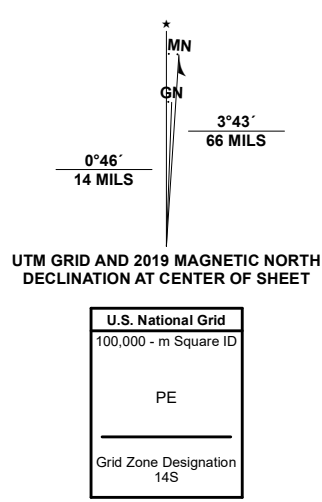 ★
MN
GN
3°43´
66 MILS
0°46´
14 MILS
UTM GRID AND 2019 MAGNETIC NORTH
DECLINATION AT CENTER OF SHEET
U.S. National Grid
100,000 - m Square ID
PE
Grid Zone Designation
14S